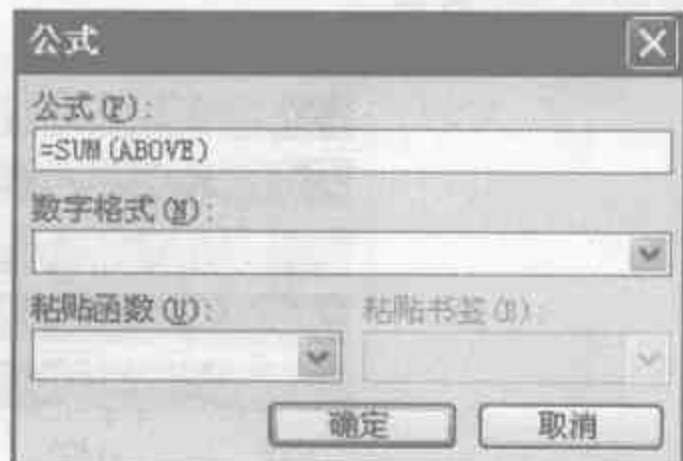 公式
公式(F):
=SUM(ABOVE)
数字格式(N):
粘贴函数(U): 粘贴书签(B):
确定 取消